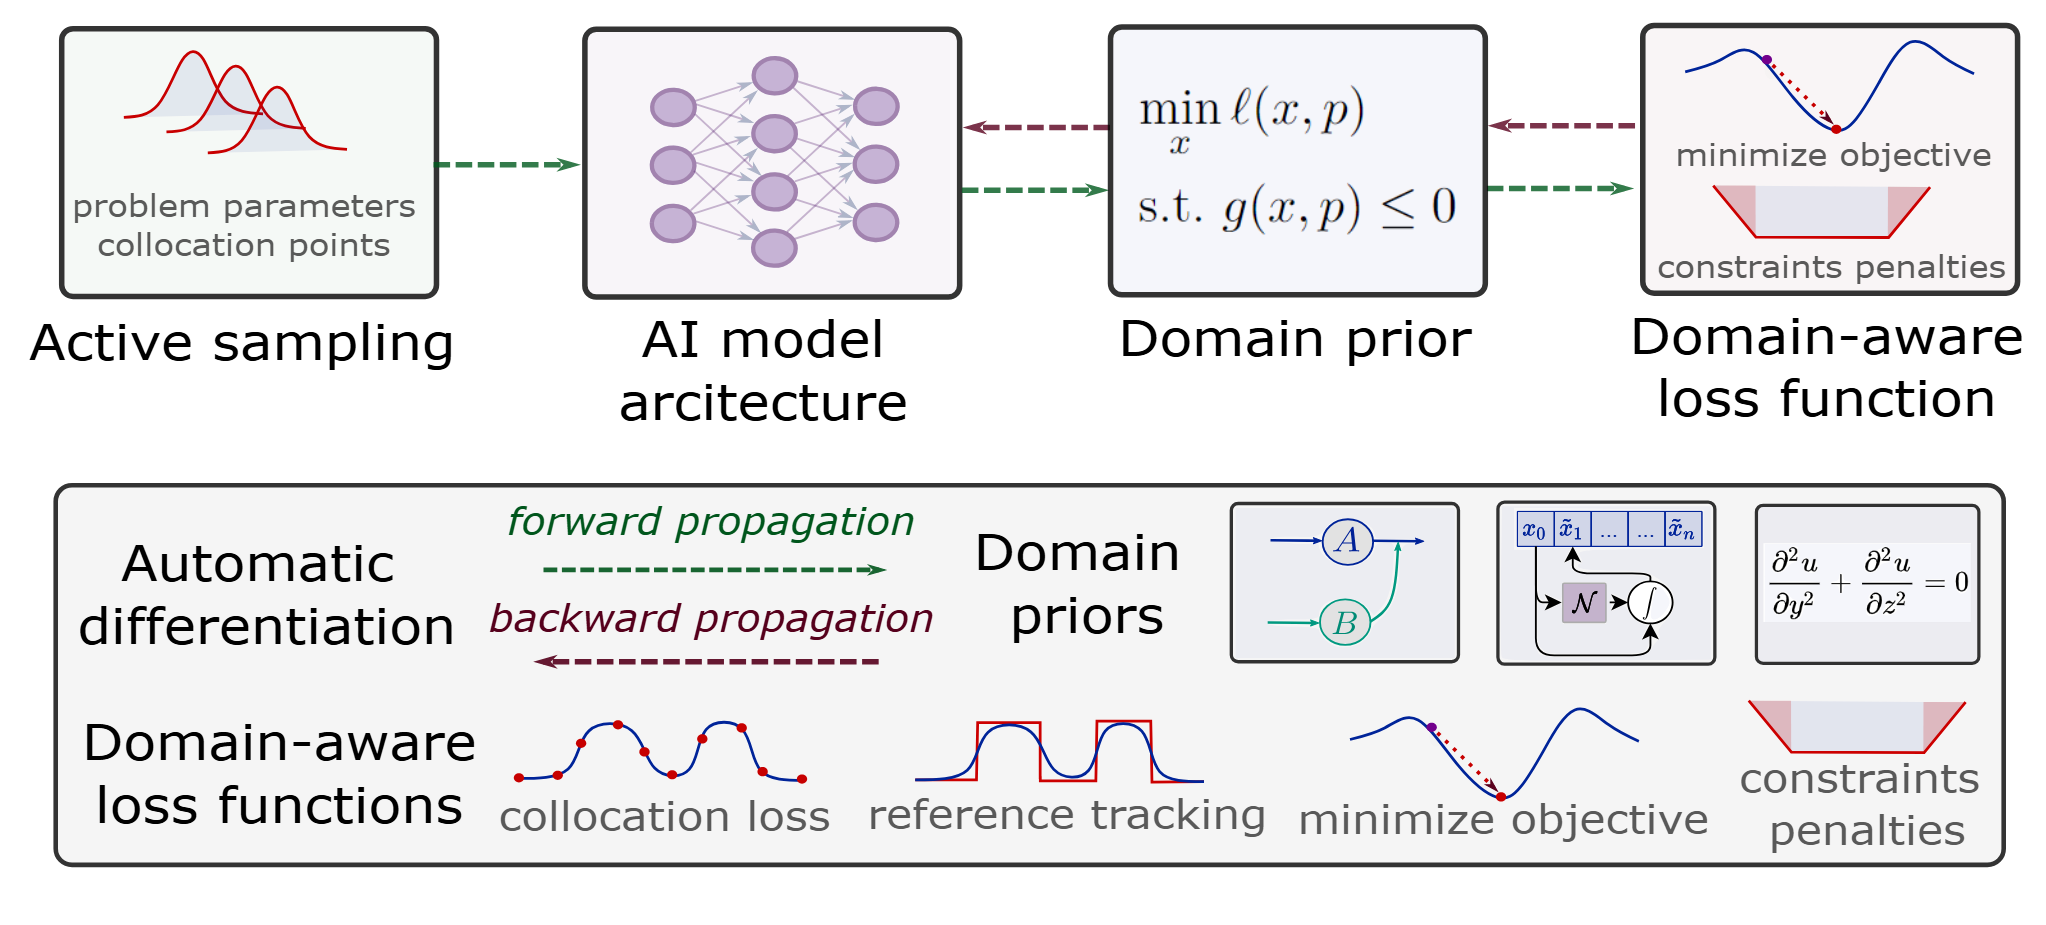 problem parameters
collocation points
min ℓ(x, p)
x
s.t. g(x, p) ≤ 0
minimize objective
constraints penalties
Active sampling
AI model
arcitecture
Domain prior
Domain-aware
loss function
Automatic
differentiation
forward propagation
backward propagation
Domain
priors
A
B
x₀ x̃₁ ... ... x̃ₙ
𝒩 ∫
∂²u/∂y² + ∂²u/∂z² = 0
Domain-aware
loss functions
collocation loss
reference tracking
minimize objective
constraints
penalties